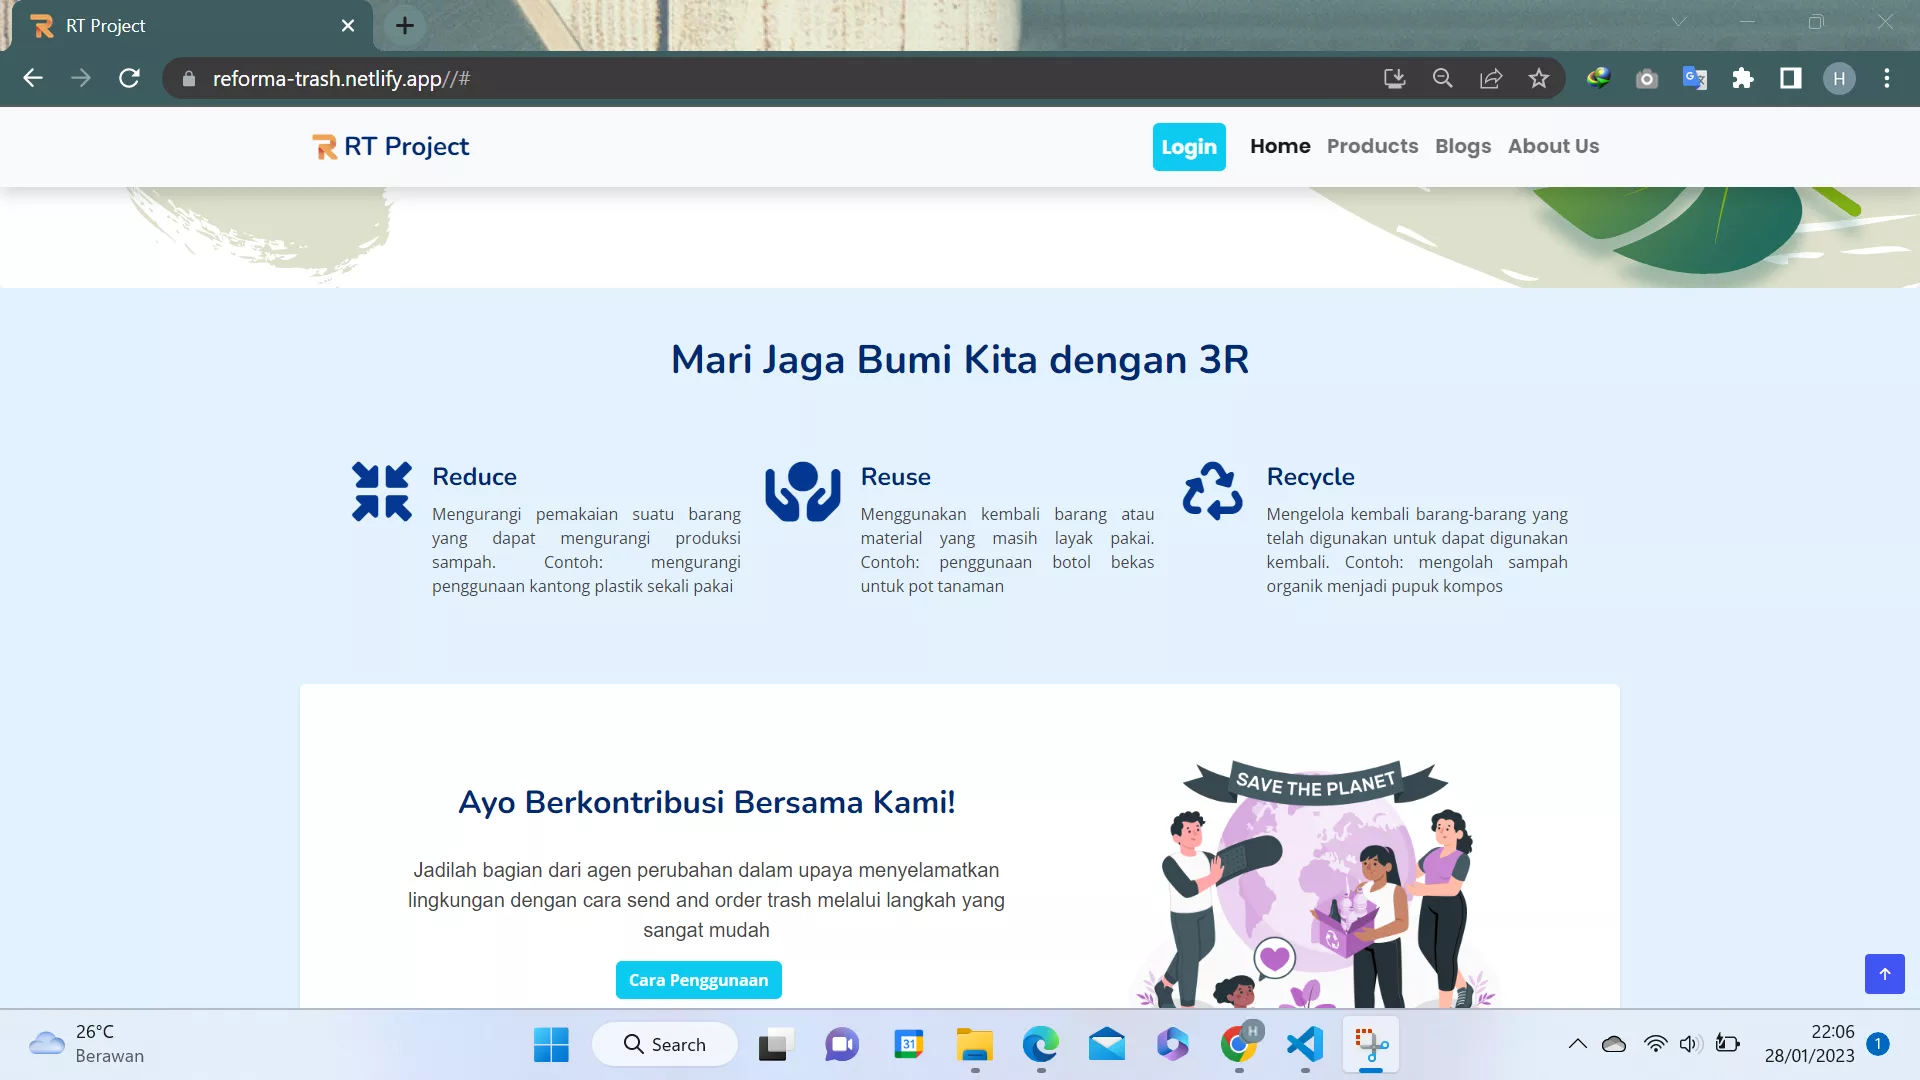 RT Project
reforma-trash.netlify.app//#
H
RT Project
Login Home Products Blogs About Us
Mari Jaga Bumi Kita dengan 3R
Reduce
Mengurangi pemakaian suatu barang
yang dapat mengurangi produksi
sampah. Contoh: mengurangi
penggunaan kantong plastik sekali pakai
Reuse
Menggunakan kembali barang atau
material yang masih layak pakai.
Contoh: penggunaan botol bekas
untuk pot tanaman
Recycle
Mengelola kembali barang-barang yang
telah digunakan untuk dapat digunakan
kembali. Contoh: mengolah sampah
organik menjadi pupuk kompos
Ayo Berkontribusi Bersama Kami!
Jadilah bagian dari agen perubahan dalam upaya menyelamatkan
lingkungan dengan cara send and order trash melalui langkah yang
sangat mudah
Cara Penggunaan
SAVE THE PLANET
26°C
Berawan
Search
31
H
22:06
28/01/2023
1